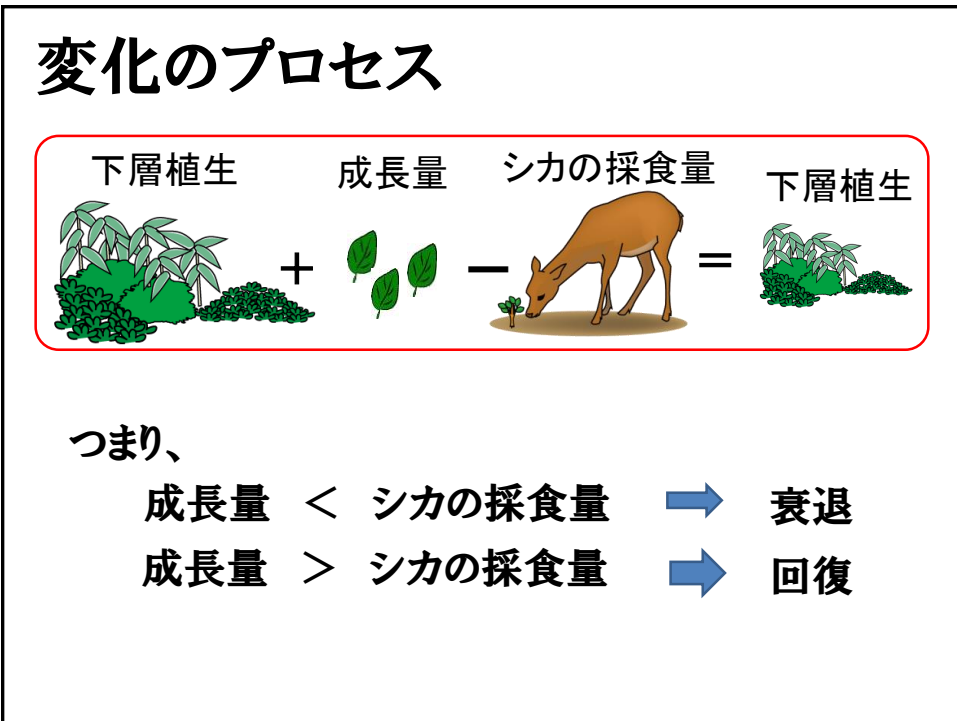 変化のプロセス
下層植生 成長量 シカの採食量 下層植生
+ − =
つまり、
成長量 < シカの採食量 衰退
成長量 > シカの採食量 回復